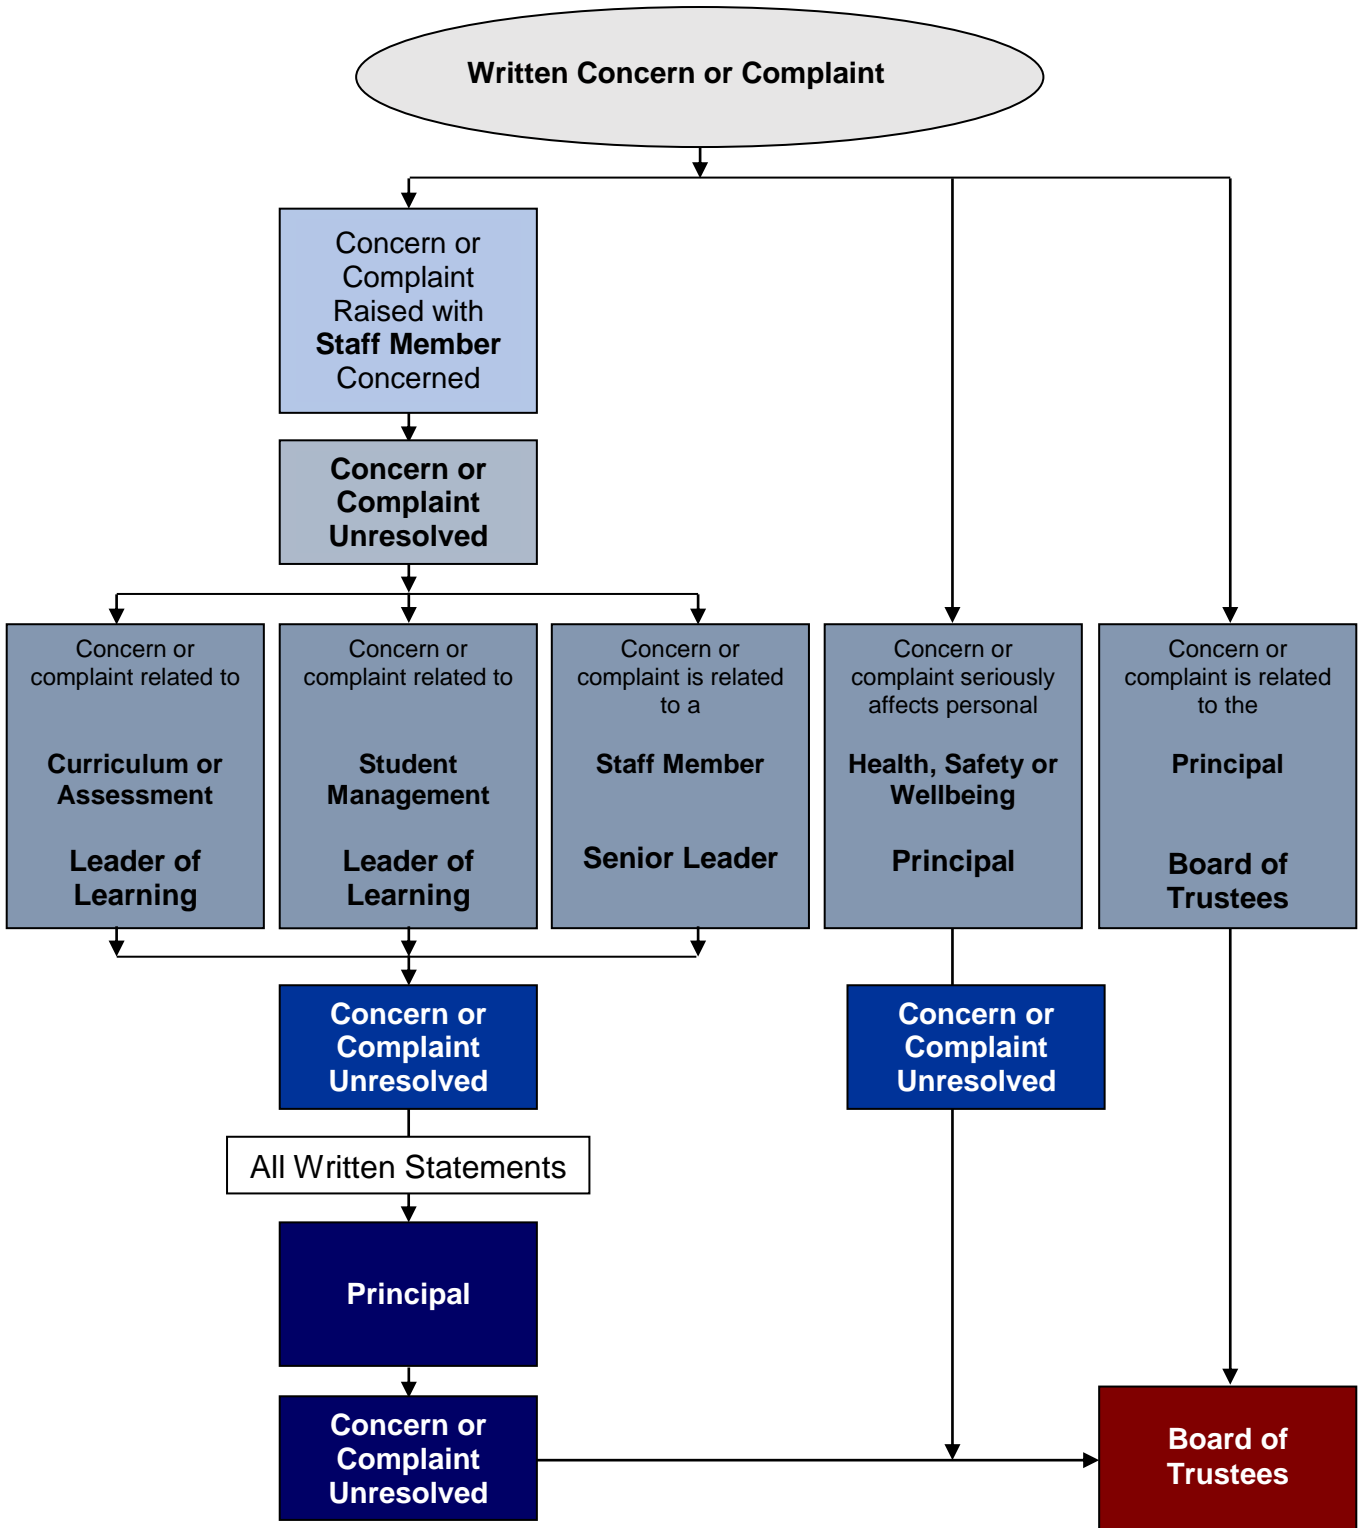 Written Concern or Complaint
Concern or
Complaint
Raised with
Staff Member
Concerned
Concern or
Complaint
Unresolved
Concern or
complaint related to
Curriculum or
Assessment
Leader of
Learning
Concern or
complaint related to
Student
Management
Leader of
Learning
Concern or
complaint is related
to a
Staff Member
Senior Leader
Concern or
complaint seriously
affects personal
Health, Safety or
Wellbeing
Principal
Concern or
complaint is related
to the
Principal
Board of
Trustees
Concern or
Complaint
Unresolved
Concern or
Complaint
Unresolved
All Written Statements
Principal
Concern or
Complaint
Unresolved
Board of
Trustees